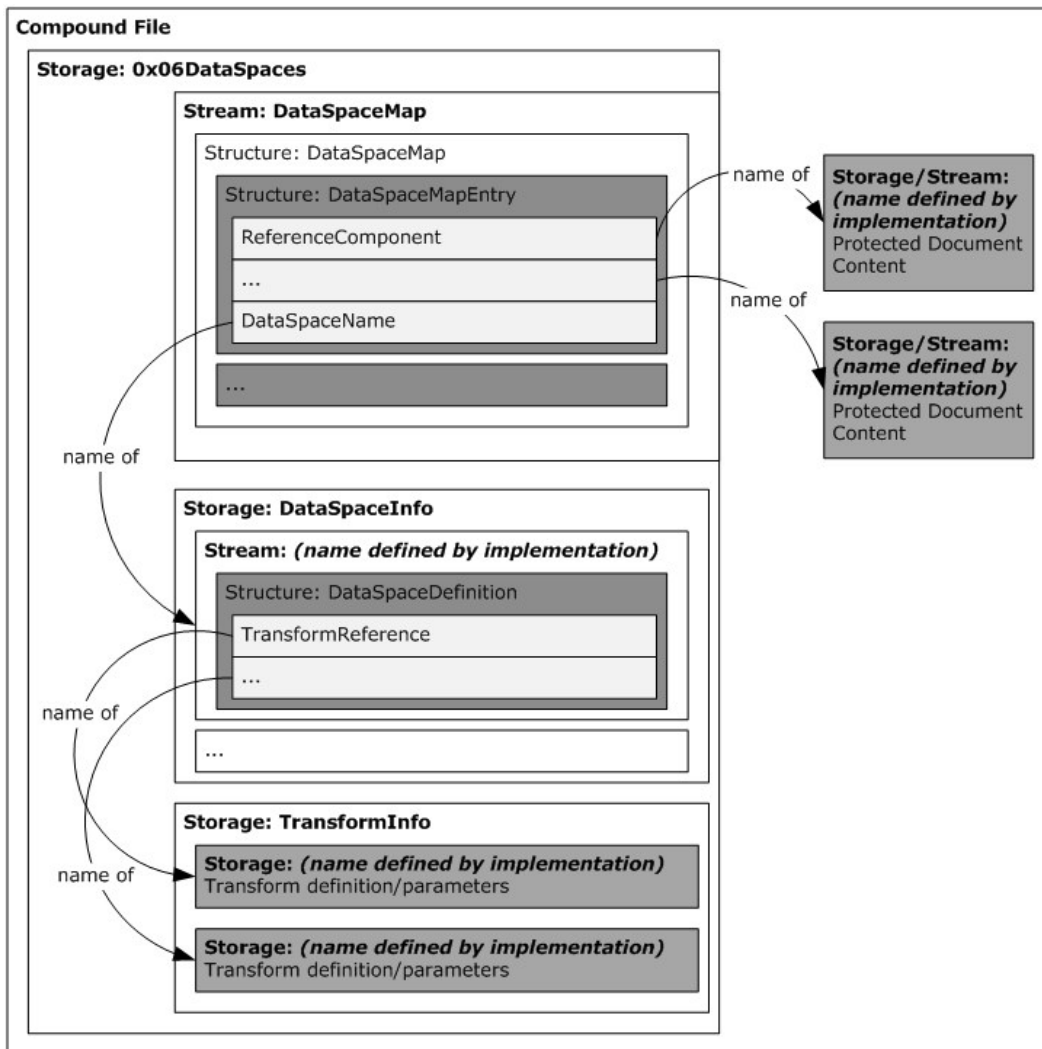 Compound File
Storage: 0x06DataSpaces
Stream: DataSpaceMap
Structure: DataSpaceMap
Structure: DataSpaceMapEntry
ReferenceComponent
...
DataSpaceName
...
name of
Storage/Stream:
(name defined by
implementation)
Protected Document
Content
name of
Storage/Stream:
(name defined by
implementation)
Protected Document
Content
name of
Storage: DataSpaceInfo
Stream: (name defined by implementation)
Structure: DataSpaceDefinition
TransformReference
...
...
name of
Storage: TransformInfo
Storage: (name defined by implementation)
Transform definition/parameters
name of
Storage: (name defined by implementation)
Transform definition/parameters